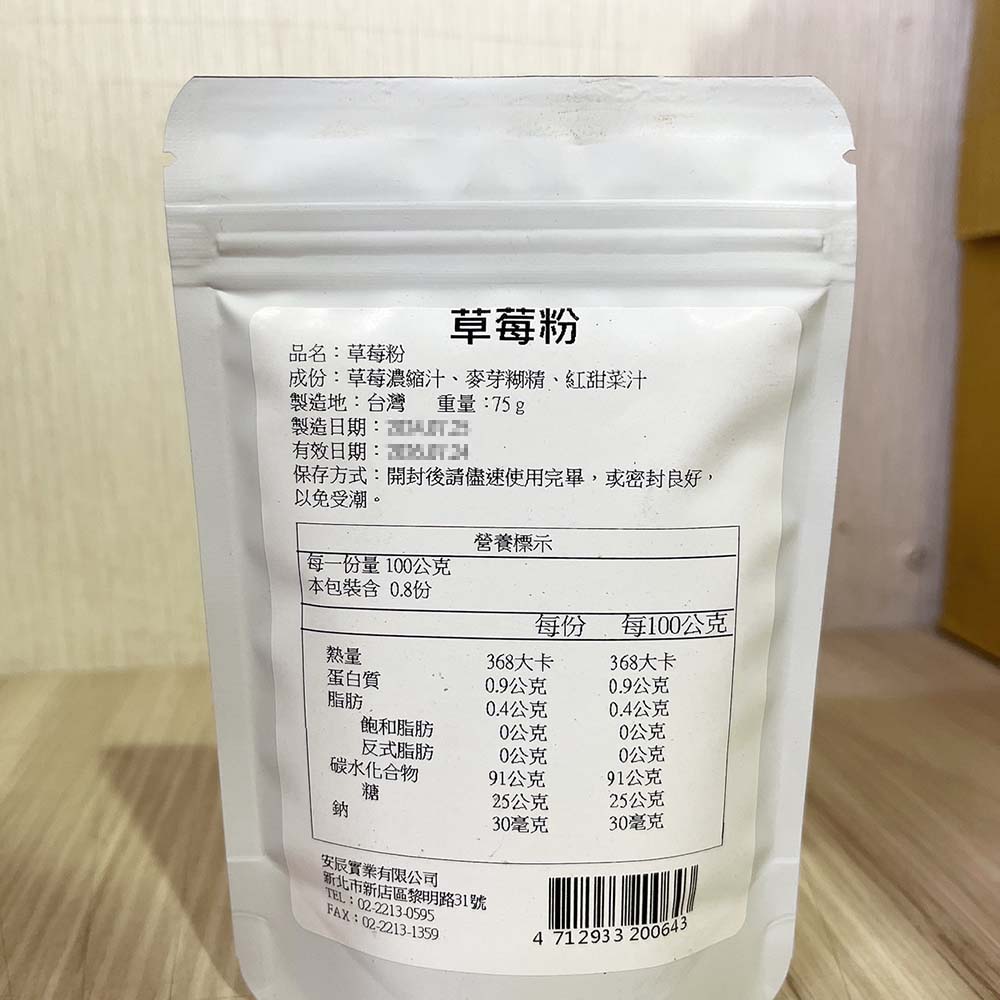 草莓粉
品名：草莓粉
成份：草莓濃縮汁、麥芽糊精、紅甜菜汁
製造地：台灣 重量：75 g
製造日期：
有效日期：
保存方式：開封後請儘速使用完畢，或密封良好，
以免受潮。
營養標示
每一份量 100公克
本包裝含 0.8份
每份 每100公克
熱量 368大卡 368大卡
蛋白質 0.9公克 0.9公克
脂肪 0.4公克 0.4公克
飽和脂肪 0公克 0公克
反式脂肪 0公克 0公克
碳水化合物 91公克 91公克
糖 25公克 25公克
鈉 30毫克 30毫克
安辰實業有限公司
新北市新店區黎明路31號
TEL：02-2213-0595
FAX：02-2213-1359
4 712933 200643